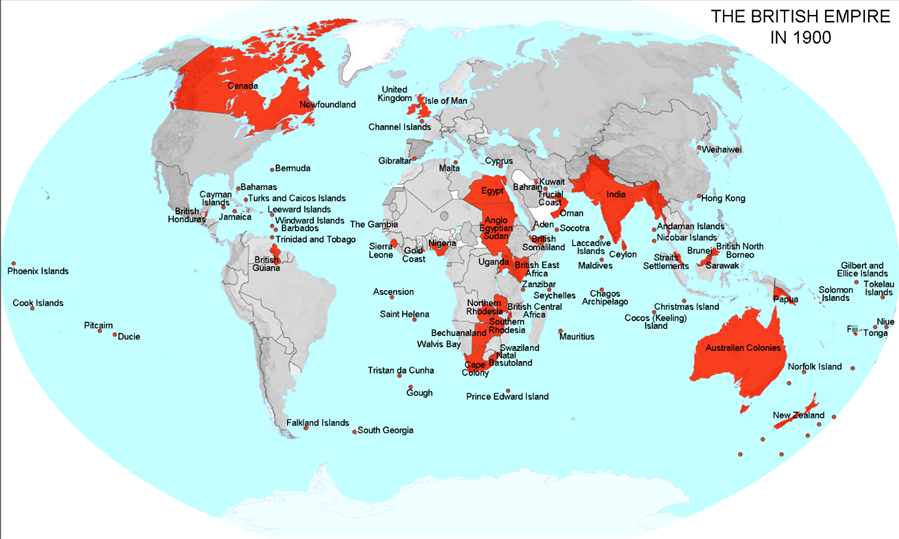 THE BRITISH EMPIRE
IN 1900
Canada
Newfoundland
United
Kingdom
Isle of Man
Channel Islands
Gibraltar
Malta
Cyprus
Weihaiwei
Bermuda
Bahamas
Cayman
Islands
Turks and Caicos Islands
Jamaica
Leeward Islands
British
Honduras
Windward Islands
Barbados
Trinidad and Tobago
British
Guiana
The Gambia
Sierra
Leone
Gold
Coast
Nigeria
Egypt
Anglo
Egyptian
Sudan
Uganda
British East
Africa
Kuwait
Bahrain
Trucial
Coast
Oman
Aden
Socotra
British
Somaliland
India
Hong Kong
Andaman Islands
Nicobar Islands
Laccadive
Islands
Ceylon
Maldives
Straits
Settlements
Brunei
British North
Borneo
Sarawak
Zanzibar
Seychelles
Chagos
Archipelago
Christmas Island
Cocos (Keeling)
Island
Gilbert and
Ellice Islands
Solomon
Islands
Tokelau
Islands
Papua
Phoenix Islands
Cook Islands
Pitcairn
Ducie
Ascension
Saint Helena
Northern
Rhodesia
British Central
Africa
Southern
Rhodesia
Bechuanaland
Walvis Bay
Mauritius
Swaziland
Natal
Basutoland
Cape
Colony
Tristan da Cunha
Gough
Prince Edward Island
Niue
Fiji
Tonga
Australian Colonies
Norfolk Island
New Zealand
Falkland Islands
South Georgia